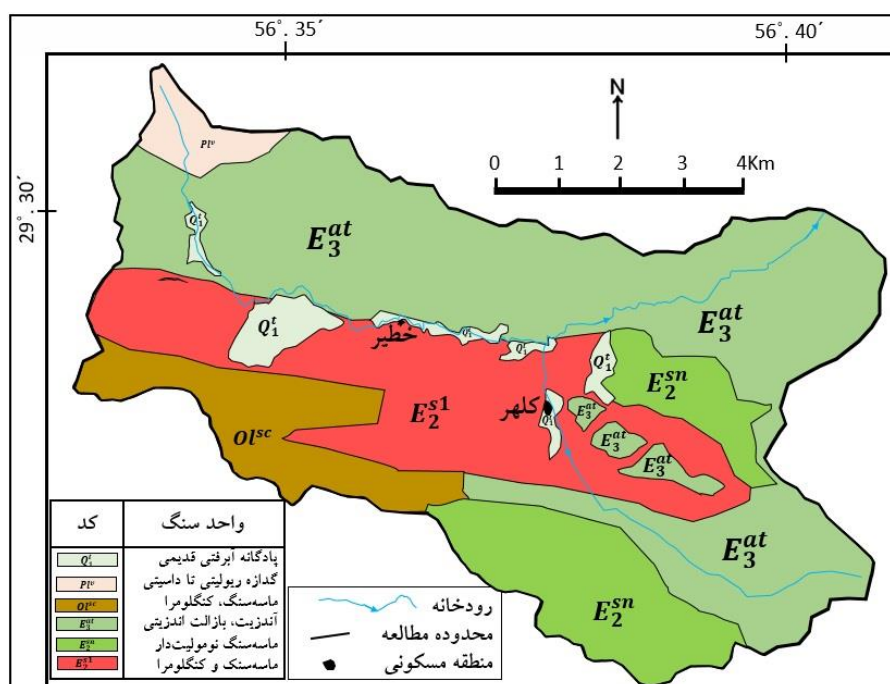 56°. 35´
56°. 40´
N
0 1 2 3 4Km
29°. 30´
Pl^v
Q_1^t
E_3^at
Q_1^t
خطیر
Q_1^t
Q_1^t
E_3^at
Q_1^t
E_2^sn
E_2^s1
کلهر
Q_1^t
E_3^at
E_3^at
E_3^at
Ol^sc
E_3^at
E_2^sn
واحد سنگ
کد
پادگانه آبرفتی قدیمی Q_1^t
گدازه ریولیتی تا داسیتی Pl^v
ماسه‌سنگ، کنگلومرا Ol^sc
آندزیت، بازالت اندزیتی E_3^at
ماسه‌سنگ نومولیت‌دار E_2^sn
ماسه‌سنک و کنگلومرا E_2^s1
رودخانه
محدوده مطالعه
منطقه مسکونی